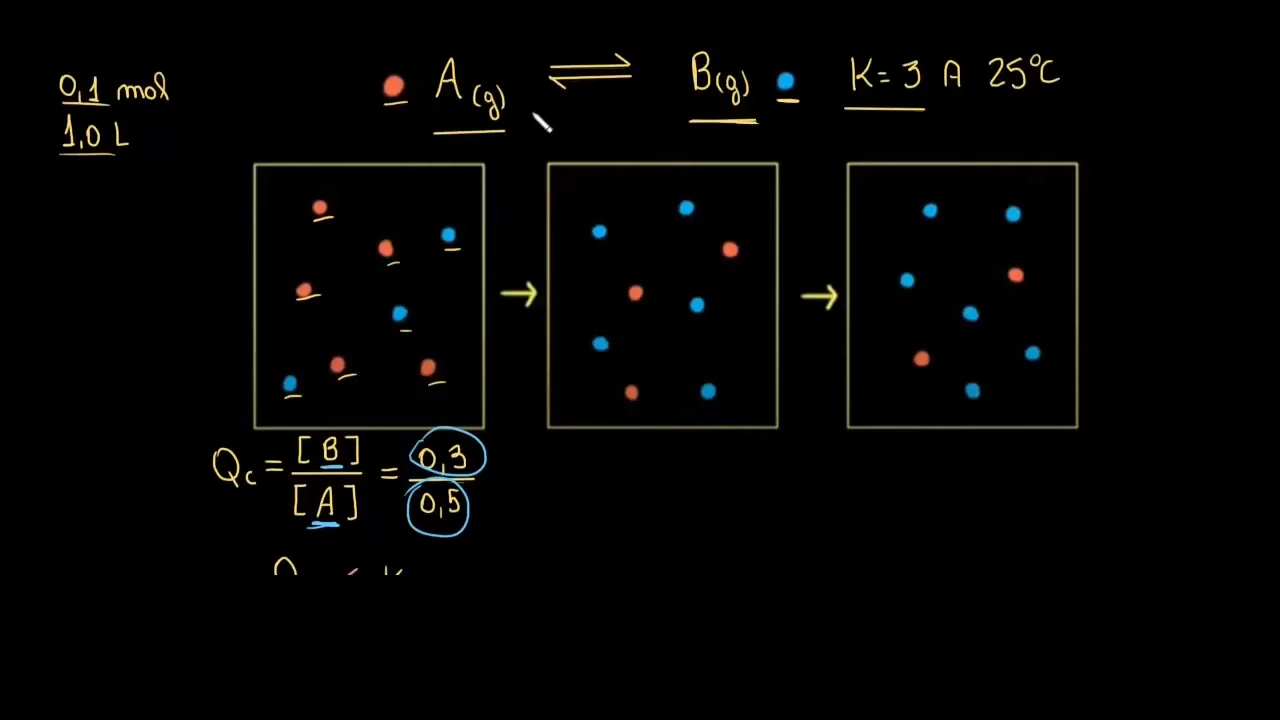 0,1 mol
1,0 L
A(g) ⇌ B(g) K = 3 A 25°C
→ →
Qc = [B] / [A] = 0,3 / 0,5